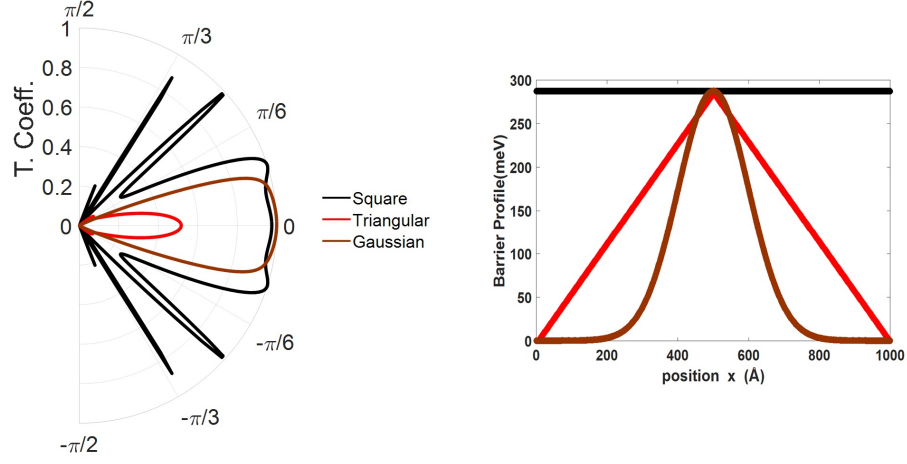 π/2
1
π/3
0.8
π/6
0.6
T. Coeff.
0.4
0.2
0
0
-π/6
-π/3
-π/2
Square
Triangular
Gaussian
300
250
200
150
100
50
0
Barrier Profile(meV)
0 200 400 600 800 1000
position x (Å)